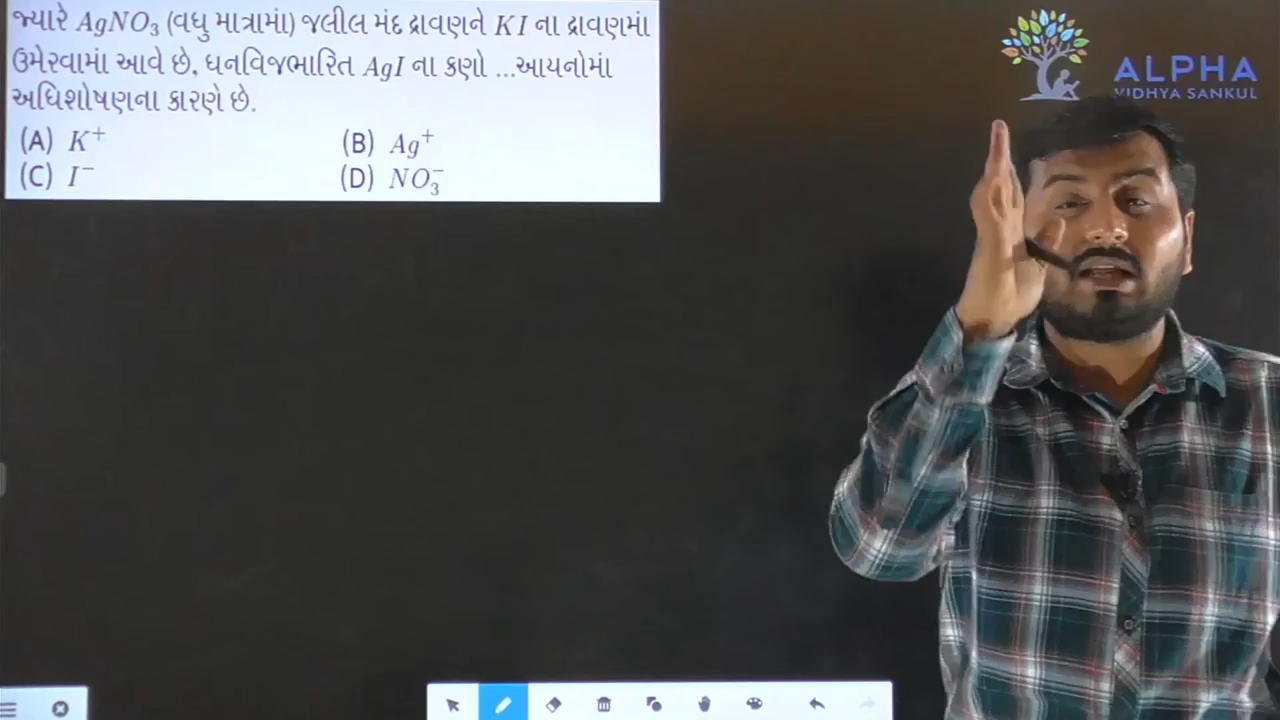 જ્યારે AgNO₃ (વધુ માત્રામાં) જલીલ મંદ દ્રાવણને KI ના દ્રાવણમાં
ઉમેરવામાં આવે છે, ધનવિજભારિત AgI ના કણો ...આયનોમાં
અધિશોષણના કારણે છે.
(A) K⁺ (B) Ag⁺
(C) I⁻ (D) NO₃⁻
ALPHA
VIDHYA SANKUL